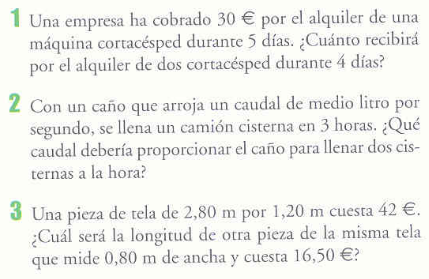 1 Una empresa ha cobrado 30 € por el alquiler de una
máquina cortacésped durante 5 días. ¿Cuánto recibirá
por el alquiler de dos cortacésped durante 4 días?
2 Con un caño que arroja un caudal de medio litro por
segundo, se llena un camión cisterna en 3 horas. ¿Qué
caudal debería proporcionar el caño para llenar dos cis-
ternas a la hora?
3 Una pieza de tela de 2,80 m por 1,20 m cuesta 42 €.
¿Cuál será la longitud de otra pieza de la misma tela
que mide 0,80 m de ancha y cuesta 16,50 €?